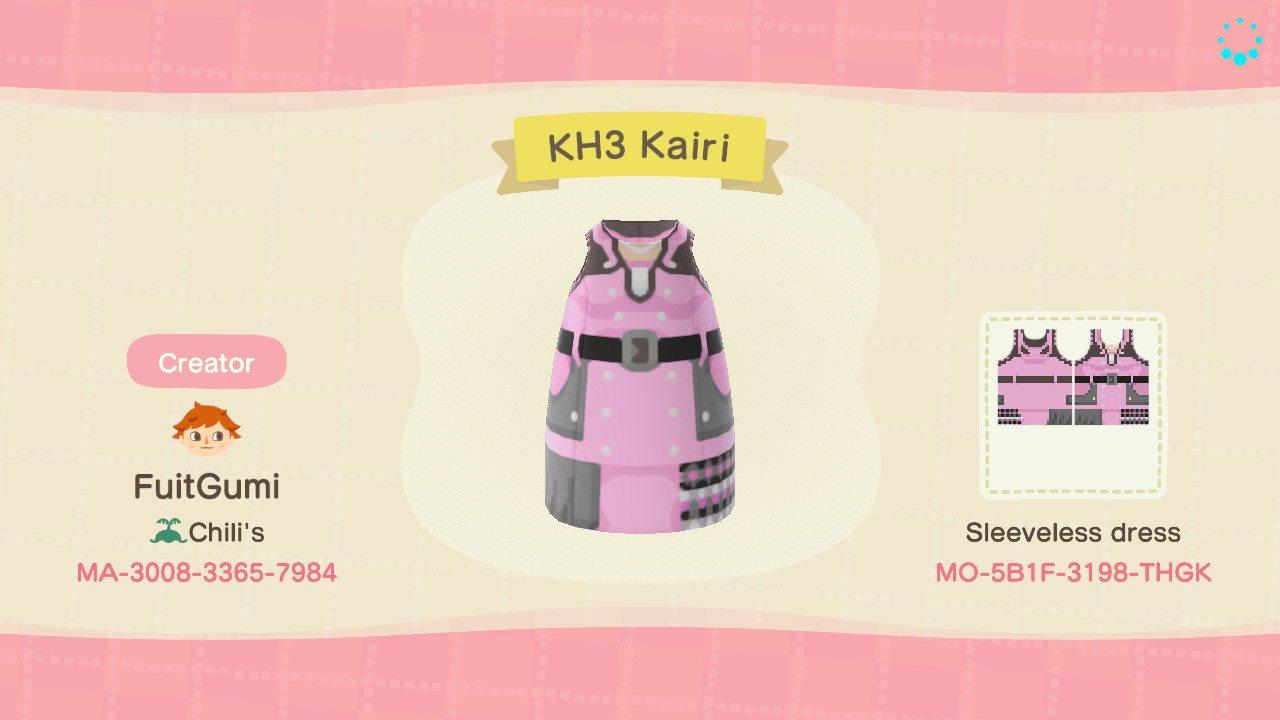 KH3 Kairi
Creator
FuitGumi
Chili's
MA-3008-3365-7984
Sleeveless dress
MO-5B1F-3198-THGK